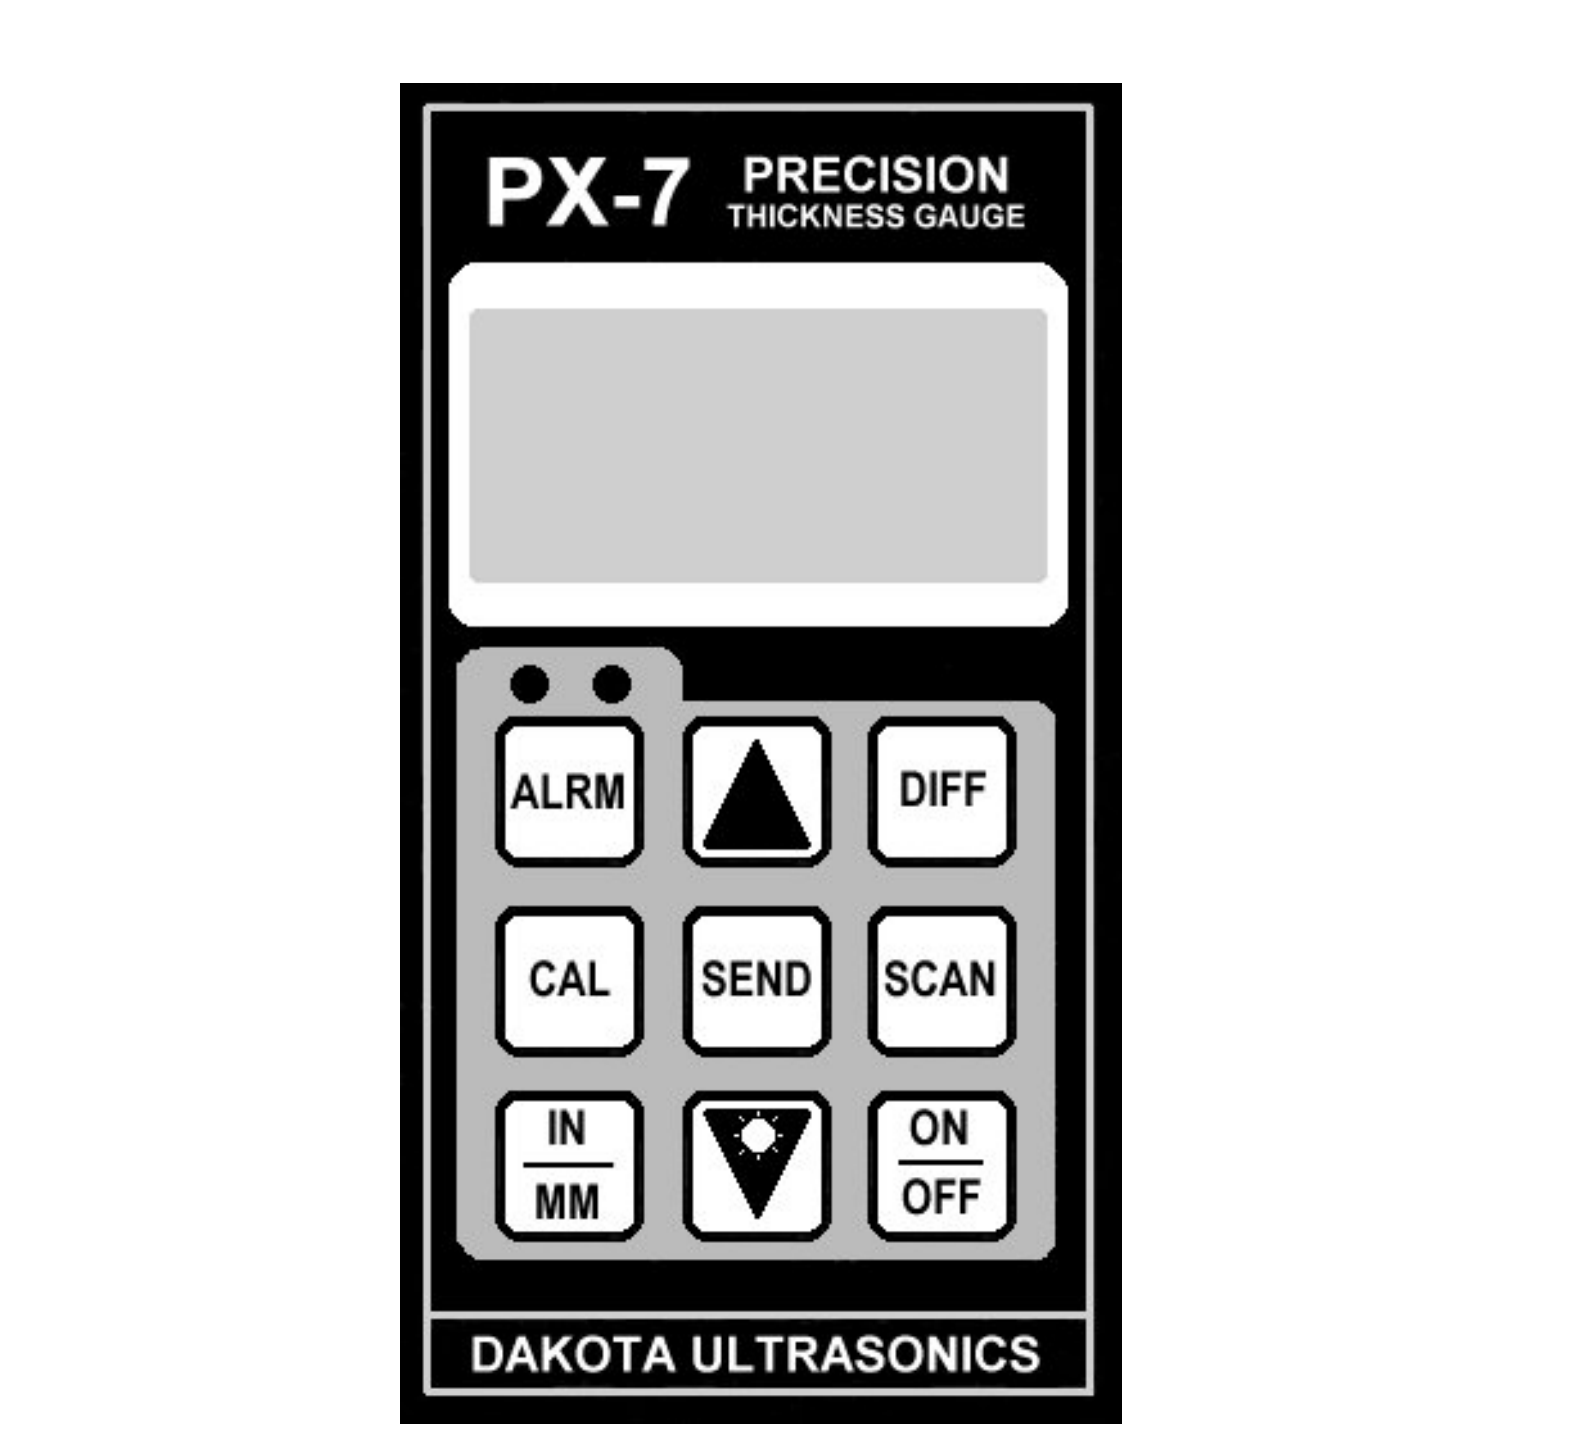 PX-7
PRECISION
THICKNESS GAUGE
ALRM
DIFF
CAL
SEND
SCAN
IN
MM
ON
OFF
DAKOTA ULTRASONICS